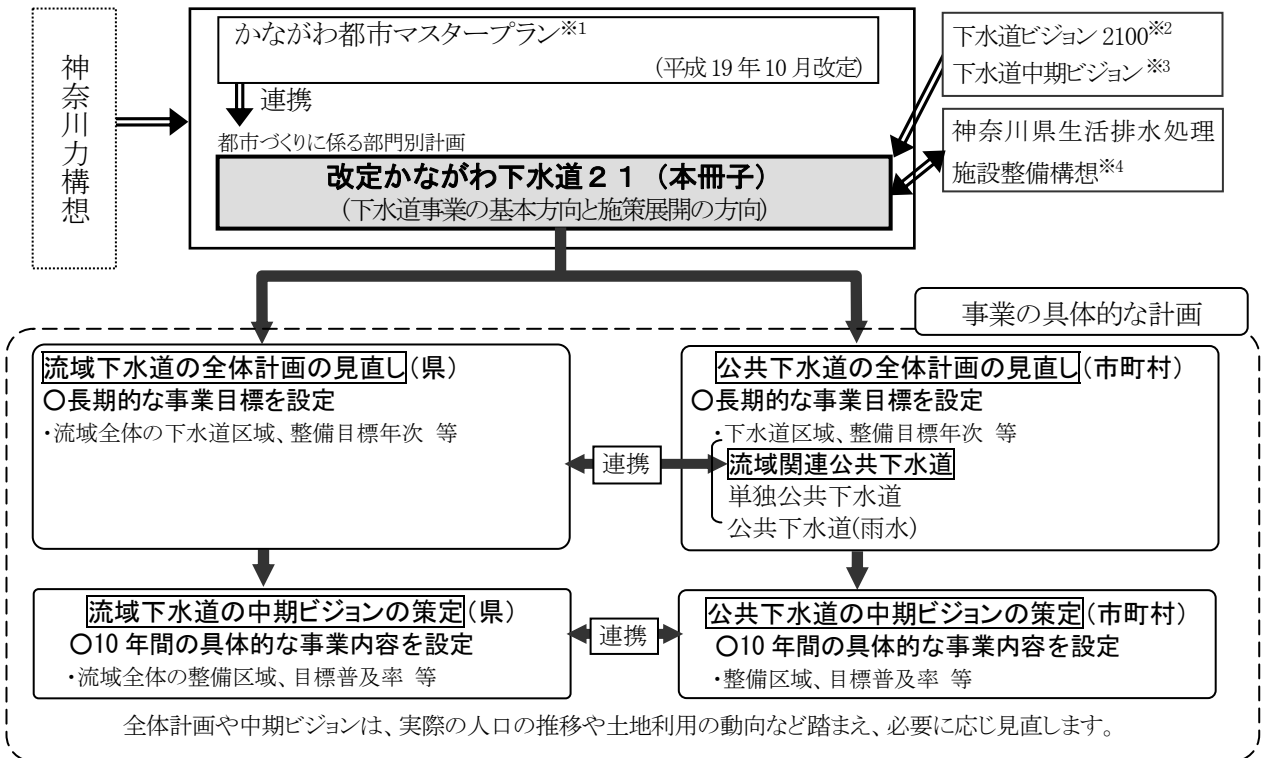 神奈川力構想
かながわ都市マスタープラン※1
(平成19年10月改定)
連携
都市づくりに係る部門別計画
改定かながわ下水道21（本冊子）
(下水道事業の基本方向と施策展開の方向)
下水道ビジョン2100※2
下水道中期ビジョン※3
神奈川県生活排水処理
施設整備構想※4
事業の具体的な計画
流域下水道の全体計画の見直し(県)
○長期的な事業目標を設定
・流域全体の下水道区域、整備目標年次 等
連携
公共下水道の全体計画の見直し(市町村)
○長期的な事業目標を設定
・下水道区域、整備目標年次 等
流域関連公共下水道
単独公共下水道
公共下水道(雨水)
流域下水道の中期ビジョンの策定(県)
○10年間の具体的な事業内容を設定
・流域全体の整備区域、目標普及率 等
連携
公共下水道の中期ビジョンの策定(市町村)
○10年間の具体的な事業内容を設定
・整備区域、目標普及率 等
全体計画や中期ビジョンは、実際の人口の推移や土地利用の動向など踏まえ、必要に応じ見直します。